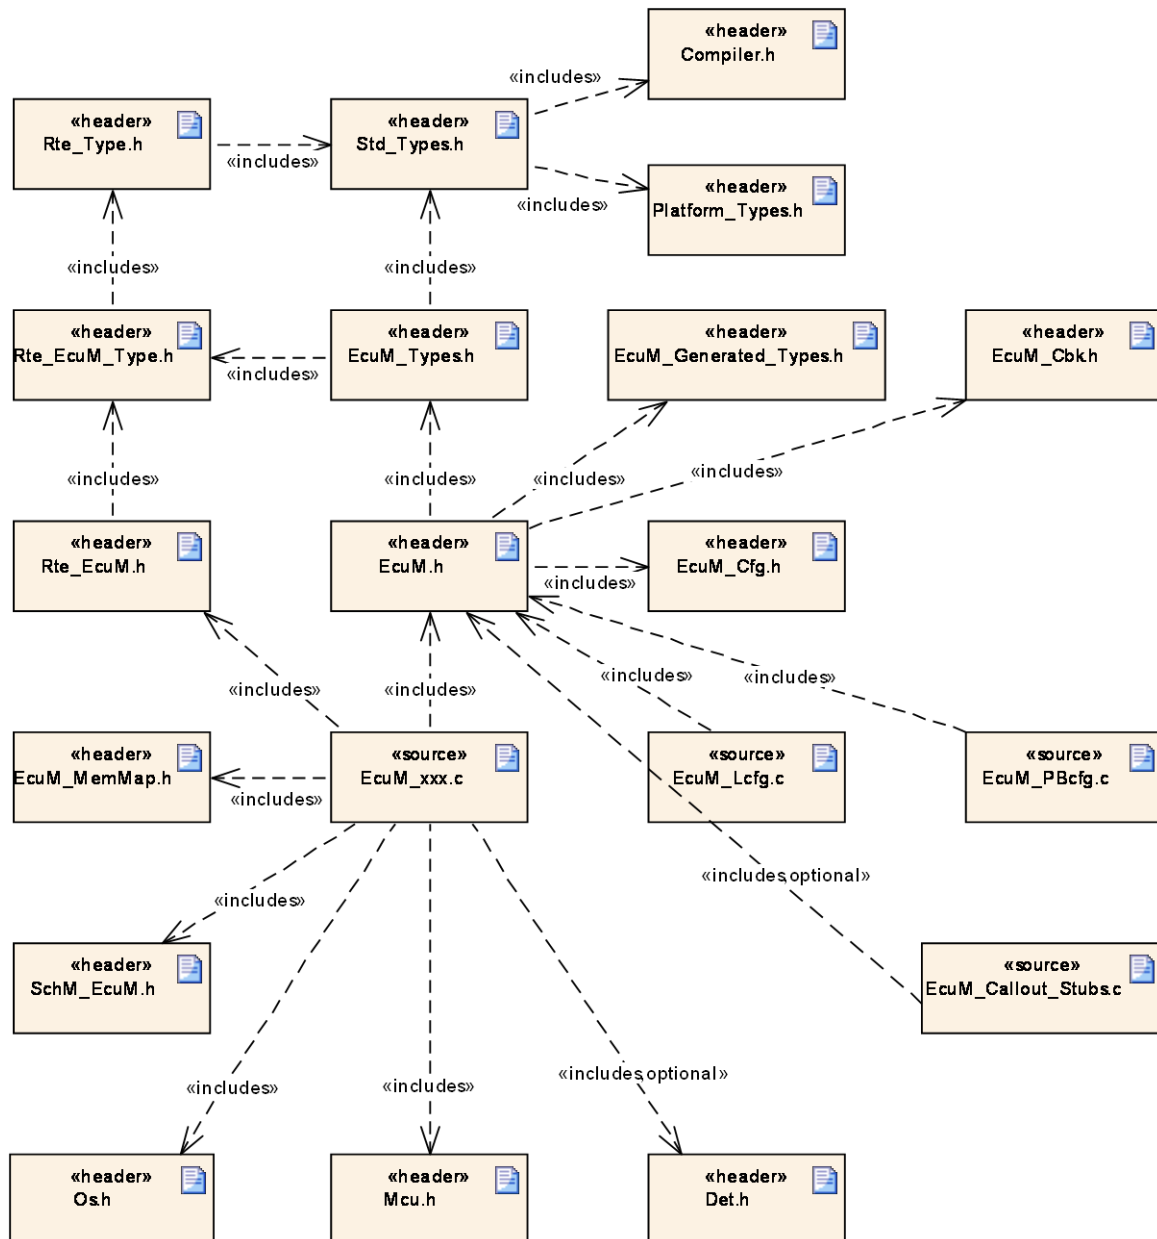 «header»
Compiler.h
«includes»
«header»
Rte_Type.h
«header»
Std_Types.h
«includes»
«header»
Platform_Types.h
«includes»
«includes»
«includes»
«header»
Rte_EcuM_Type.h
«header»
EcuM_Types.h
«header»
EcuM_Generated_Types.h
«header»
EcuM_Cbk.h
«includes»
«includes»
«includes»
«includes»
«includes»
«header»
Rte_EcuM.h
«header»
EcuM.h
«header»
EcuM_Cfg.h
«includes»
«includes»
«includes»
«includes»
«includes»
«header»
EcuM_MemMap.h
«source»
EcuM_xxx.c
«source»
EcuM_Lcfg.c
«source»
EcuM_PBcfg.c
«includes»
«includes optional»
«includes»
«header»
SchM_EcuM.h
«source»
EcuM_Callout_Stubs.c
«includes»
«includes»
«includes optional»
«header»
Os.h
«header»
Mcu.h
«header»
Det.h